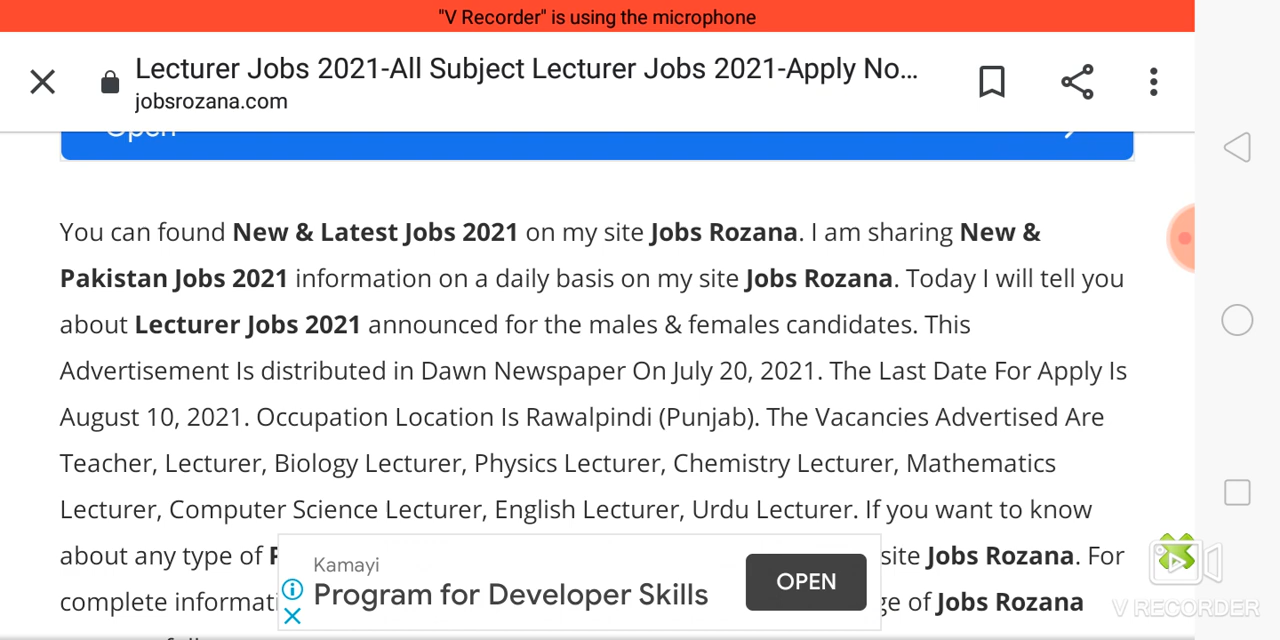 "V Recorder" is using the microphone
Lecturer Jobs 2021-All Subject Lecturer Jobs 2021-Apply No...
jobsrozana.com
Open
You can found New & Latest Jobs 2021 on my site Jobs Rozana. I am sharing New &
Pakistan Jobs 2021 information on a daily basis on my site Jobs Rozana. Today I will tell you
about Lecturer Jobs 2021 announced for the males & females candidates. This
Advertisement Is distributed in Dawn Newspaper On July 20, 2021. The Last Date For Apply Is
August 10, 2021. Occupation Location Is Rawalpindi (Punjab). The Vacancies Advertised Are
Teacher, Lecturer, Biology Lecturer, Physics Lecturer, Chemistry Lecturer, Mathematics
Lecturer, Computer Science Lecturer, English Lecturer, Urdu Lecturer. If you want to know
about any type of site Jobs Rozana. For
complete of Jobs Rozana
Kamayi
Program for Developer Skills
OPEN
V RECORDER